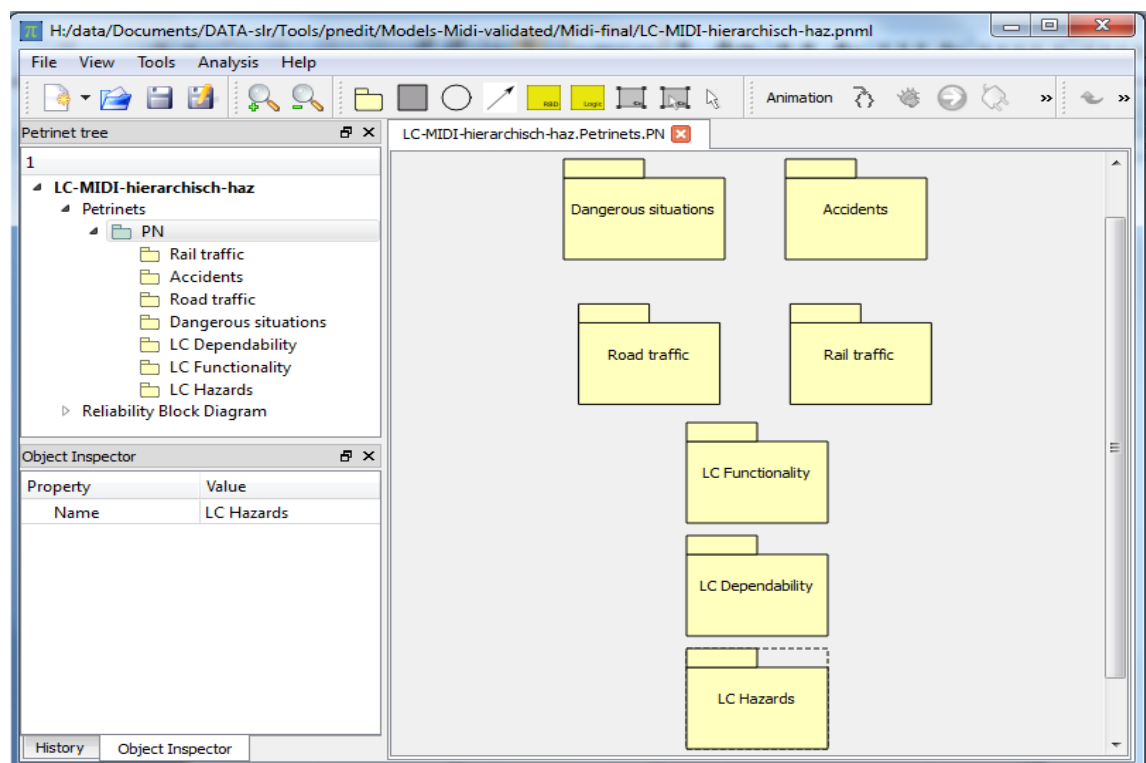 H:/data/Documents/DATA-slr/Tools/pnedit/Models-Midi-validated/Midi-final/LC-MIDI-hierarchisch-haz.pnml
File View Tools Analysis Help
RBD Logic Animation » »
Petrinet tree
1
LC-MIDI-hierarchisch-haz
Petrinets
PN
Rail traffic
Accidents
Road traffic
Dangerous situations
LC Dependability
LC Functionality
LC Hazards
Reliability Block Diagram
Object Inspector
Property Value
Name LC Hazards
History Object Inspector
LC-MIDI-hierarchisch-haz.Petrinets.PN
Dangerous situations
Accidents
Road traffic
Rail traffic
LC Functionality
LC Dependability
LC Hazards